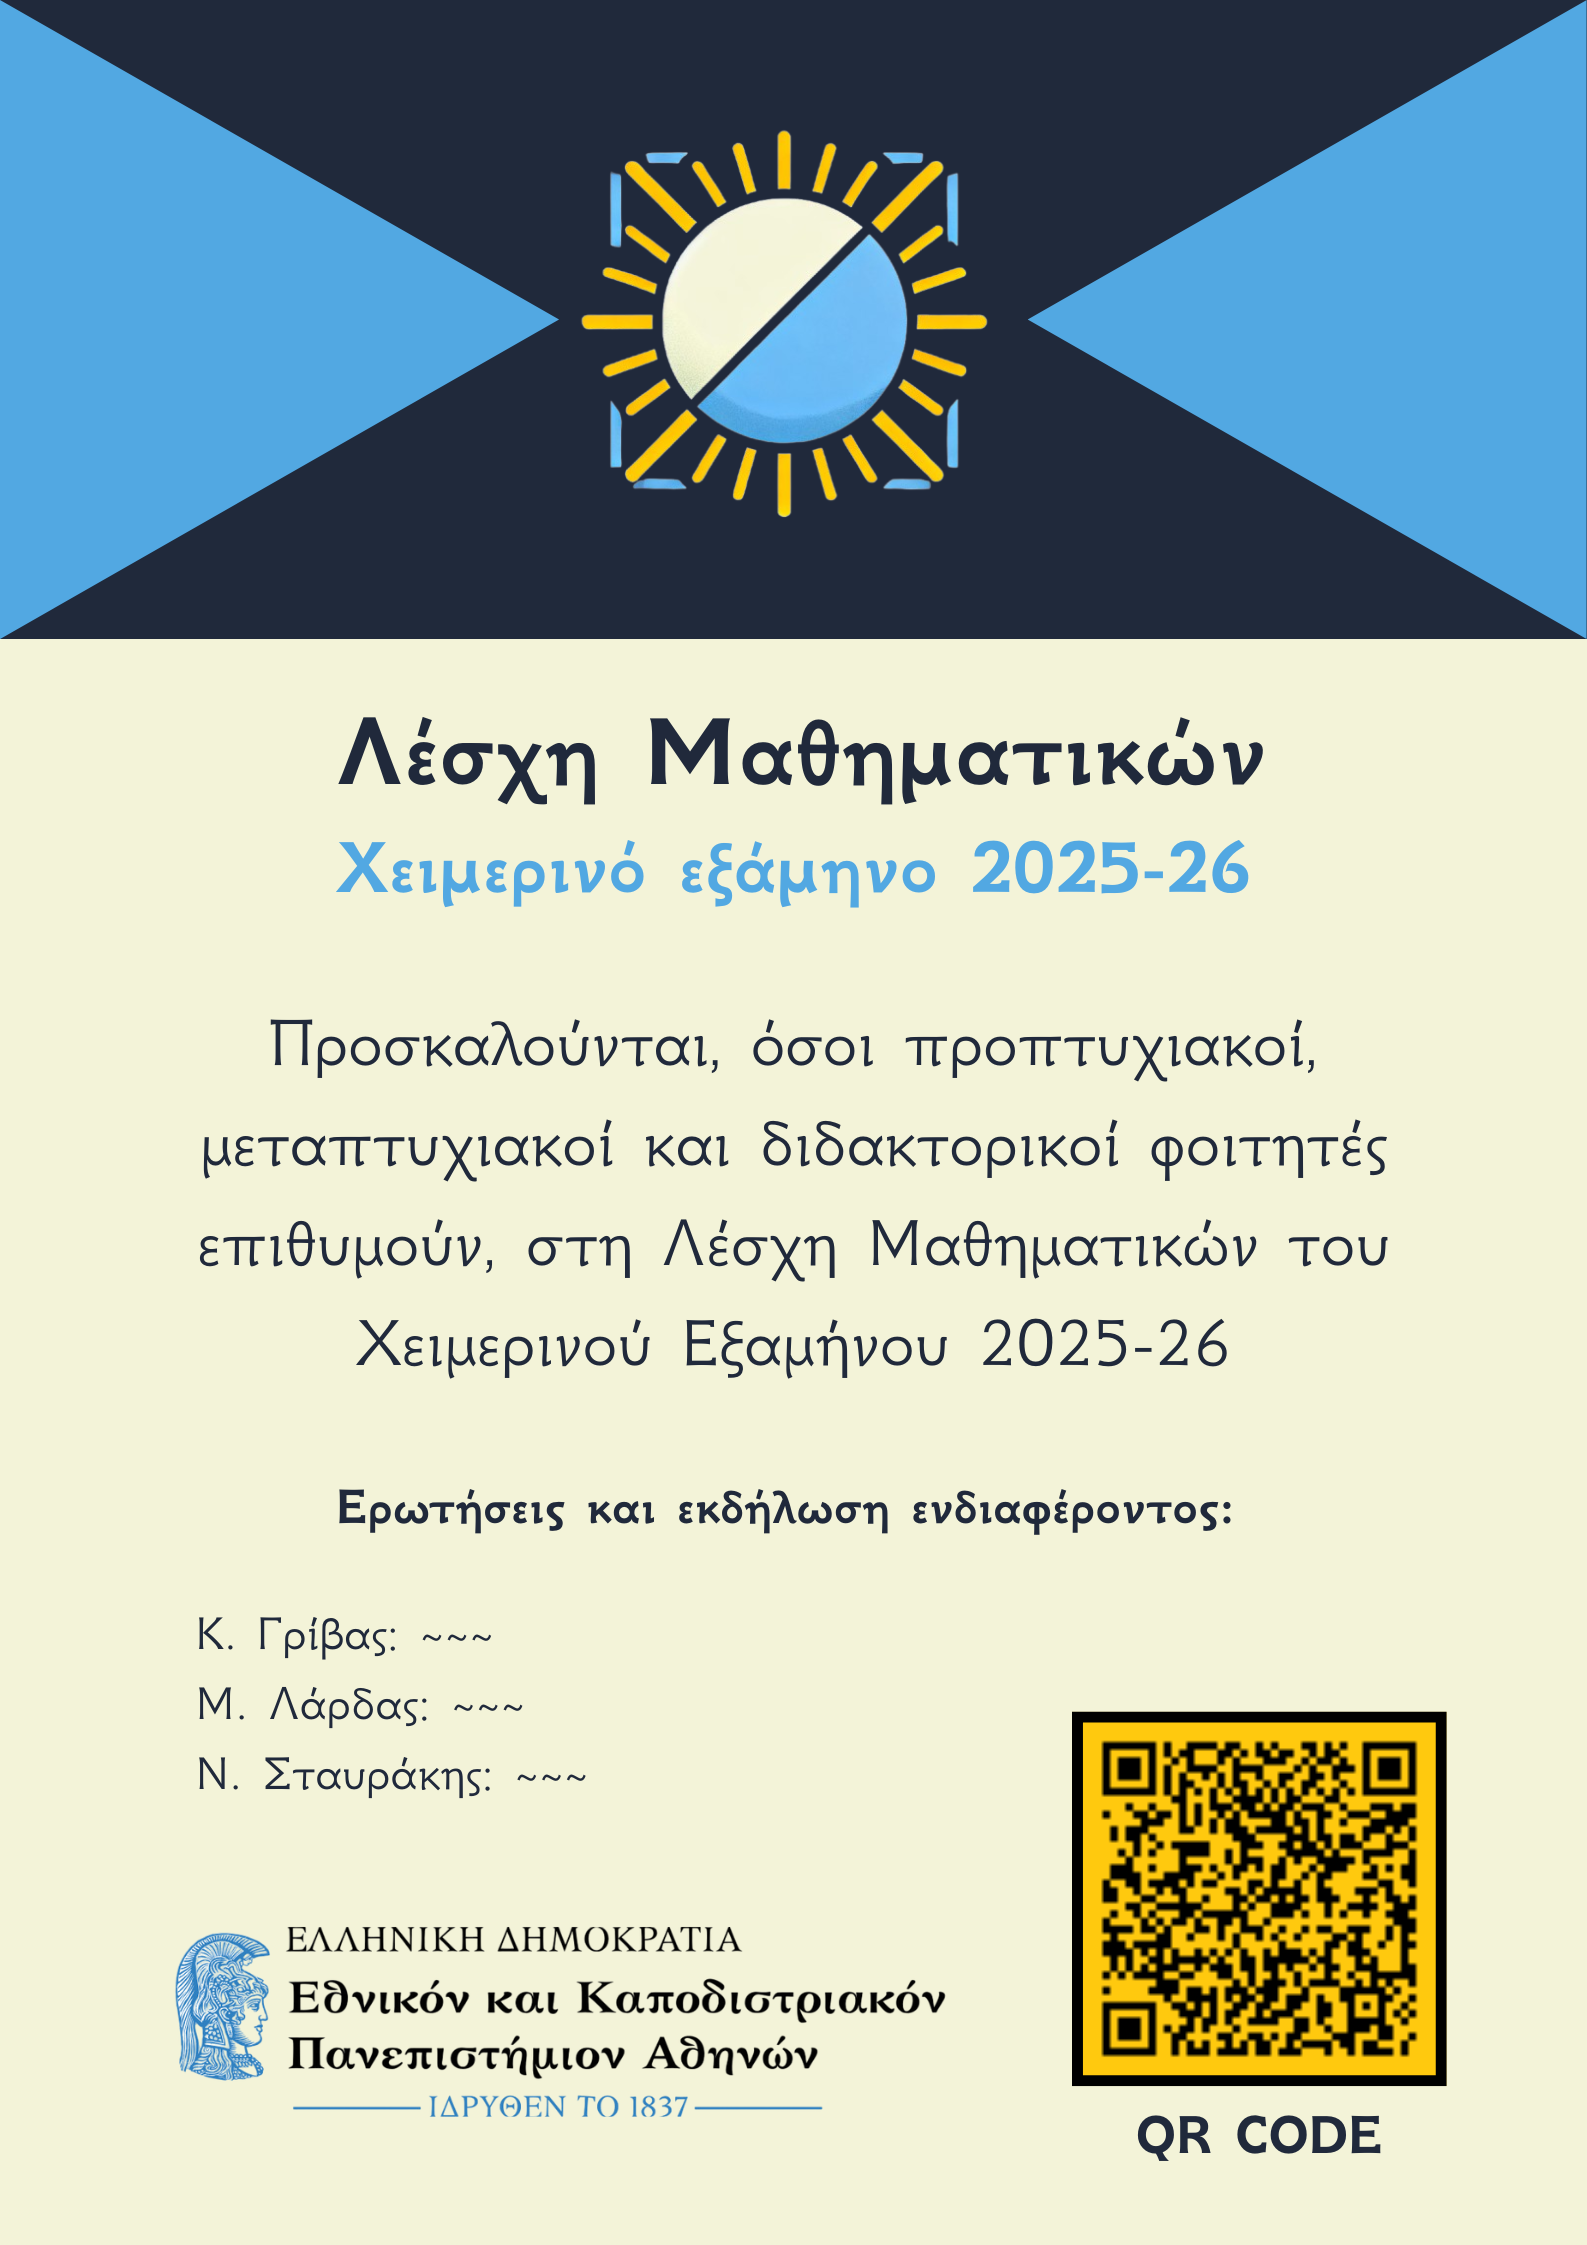 Λέσχη Μαθηματικών
Χειμερινό εξάμηνο 2025-26
Προσκαλούνται, όσοι προπτυχιακοί,
μεταπτυχιακοί και διδακτορικοί φοιτητές
επιθυμούν, στη Λέσχη Μαθηματικών του
Χειμερινού Εξαμήνου 2025-26
Ερωτήσεις και εκδήλωση ενδιαφέροντος:
Κ. Γρίβας: ~~~
Μ. Λάρδας: ~~~
Ν. Σταυράκης: ~~~
ΕΛΛΗΝΙΚΗ ΔΗΜΟΚΡΑΤΙΑ
Εθνικόν και Καποδιστριακόν
Πανεπιστήμιον Αθηνών
ΙΔΡΥΘΕΝ ΤΟ 1837
QR CODE